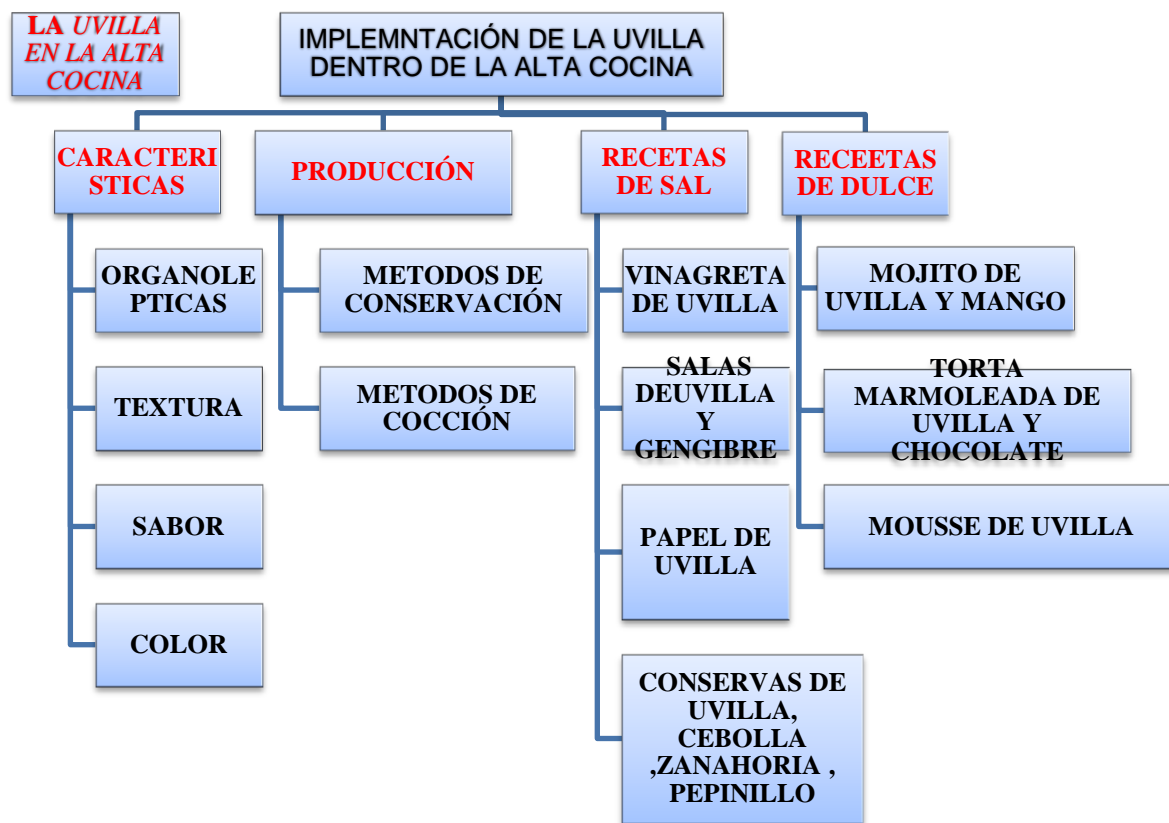 LA UVILLA
EN LA ALTA
COCINA
IMPLEMNTACIÓN DE LA UVILLA
DENTRO DE LA ALTA COCINA
CARACTERI
STICAS
ORGANOLE
PTICAS
TEXTURA
SABOR
COLOR
PRODUCCIÓN
METODOS DE
CONSERVACIÓN
METODOS DE
COCCIÓN
RECETAS
DE SAL
VINAGRETA
DE UVILLA
SALAS
DEUVILLA
Y
GENGIBRE
PAPEL DE
UVILLA
CONSERVAS DE
UVILLA,
CEBOLLA
,ZANAHORIA ,
PEPINILLO
RECEETAS
DE DULCE
MOJITO DE
UVILLA Y MANGO
TORTA
MARMOLEADA DE
UVILLA Y
CHOCOLATE
MOUSSE DE UVILLA